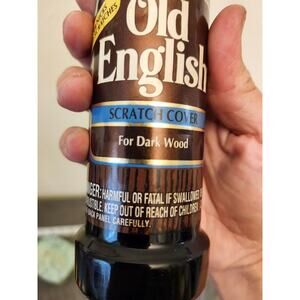 Old
English
SCRATCH COVER
For Dark Wood
HARMFUL OR FATAL IF SWALLOWED
KEEP OUT OF REACH OF CHILDREN
BACK PANEL CAREFULLY.